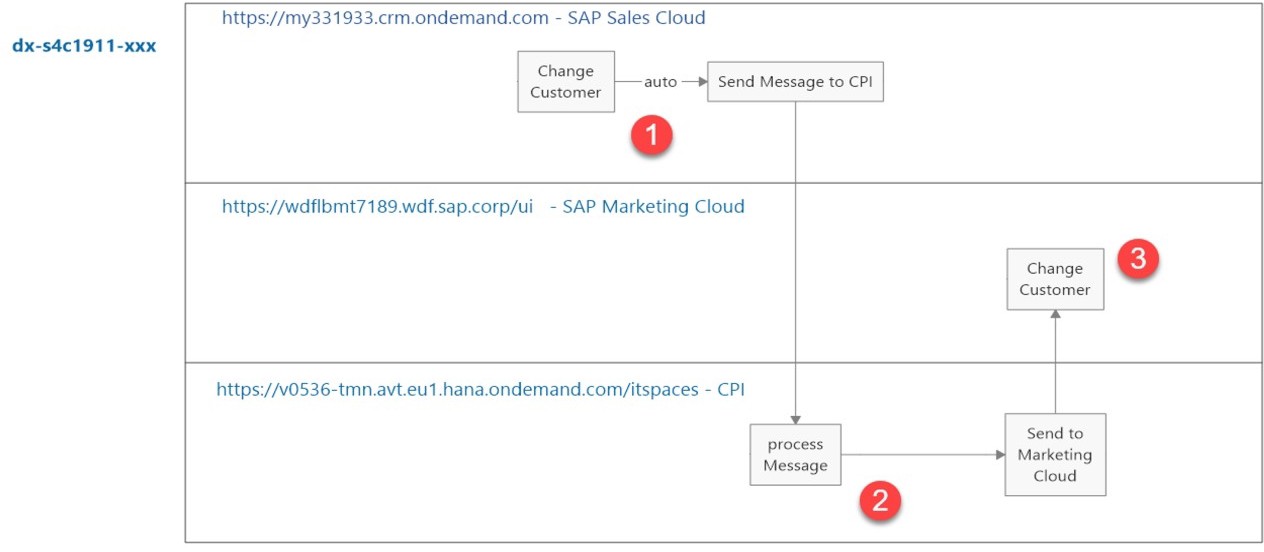 dx-s4c1911-xxx
https://my331933.crm.ondemand.com - SAP Sales Cloud
Change
Customer
auto
Send Message to CPI
1
https://wdflbmt7189.wdf.sap.corp/ui - SAP Marketing Cloud
Change
Customer
3
https://v0536-tmn.avt.eu1.hana.ondemand.com/itspaces - CPI
process
Message
2
Send to
Marketing
Cloud